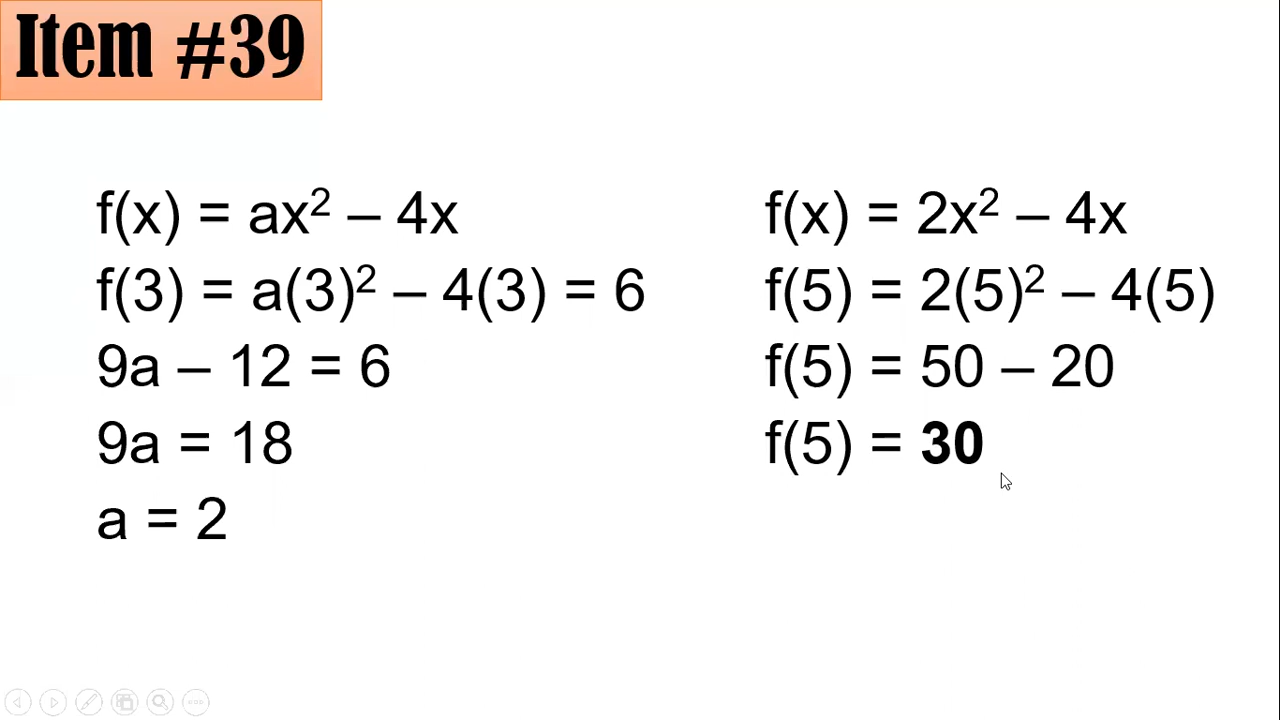 Item #39
f(x) = ax² – 4x
f(3) = a(3)² – 4(3) = 6
9a – 12 = 6
9a = 18
a = 2
f(x) = 2x² – 4x
f(5) = 2(5)² – 4(5)
f(5) = 50 – 20
f(5) = 30